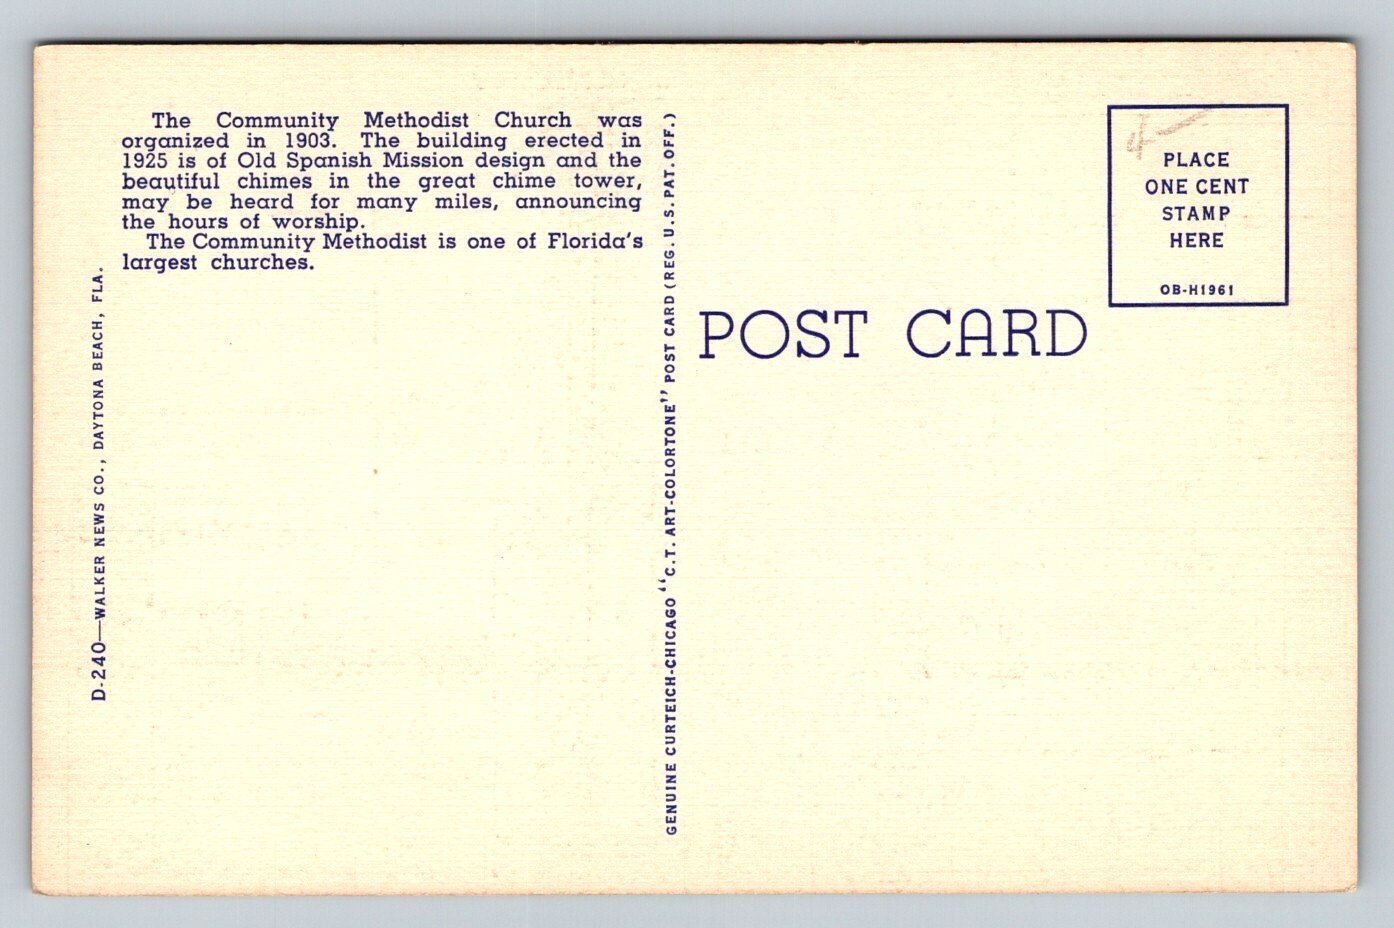 The Community Methodist Church was
organized in 1903. The building erected in
1925 is of Old Spanish Mission design and the
beautiful chimes in the great chime tower,
may be heard for many miles, announcing
the hours of worship.
The Community Methodist is one of Florida's
largest churches.
D-240—WALKER NEWS CO., DAYTONA BEACH, FLA.
GENUINE CURTEICH-CHICAGO "C.T. ART-COLORTONE" POST CARD (REG. U.S. PAT. OFF.)
POST CARD
4-
PLACE
ONE CENT
STAMP
HERE
OB-H1961